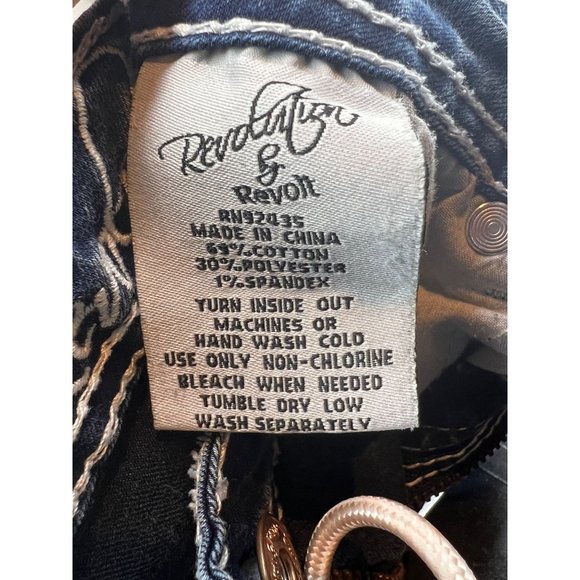 Revolution
&
Revolt
RN92435
MADE IN CHINA
69%COTTON
30%POLYESTER
1%SPANDEX
TURN INSIDE OUT
MACHINES OR
HAND WASH COLD
USE ONLY NON-CHLORINE
BLEACH WHEN NEEDED
TUMBLE DRY LOW
WASH SEPARATELY